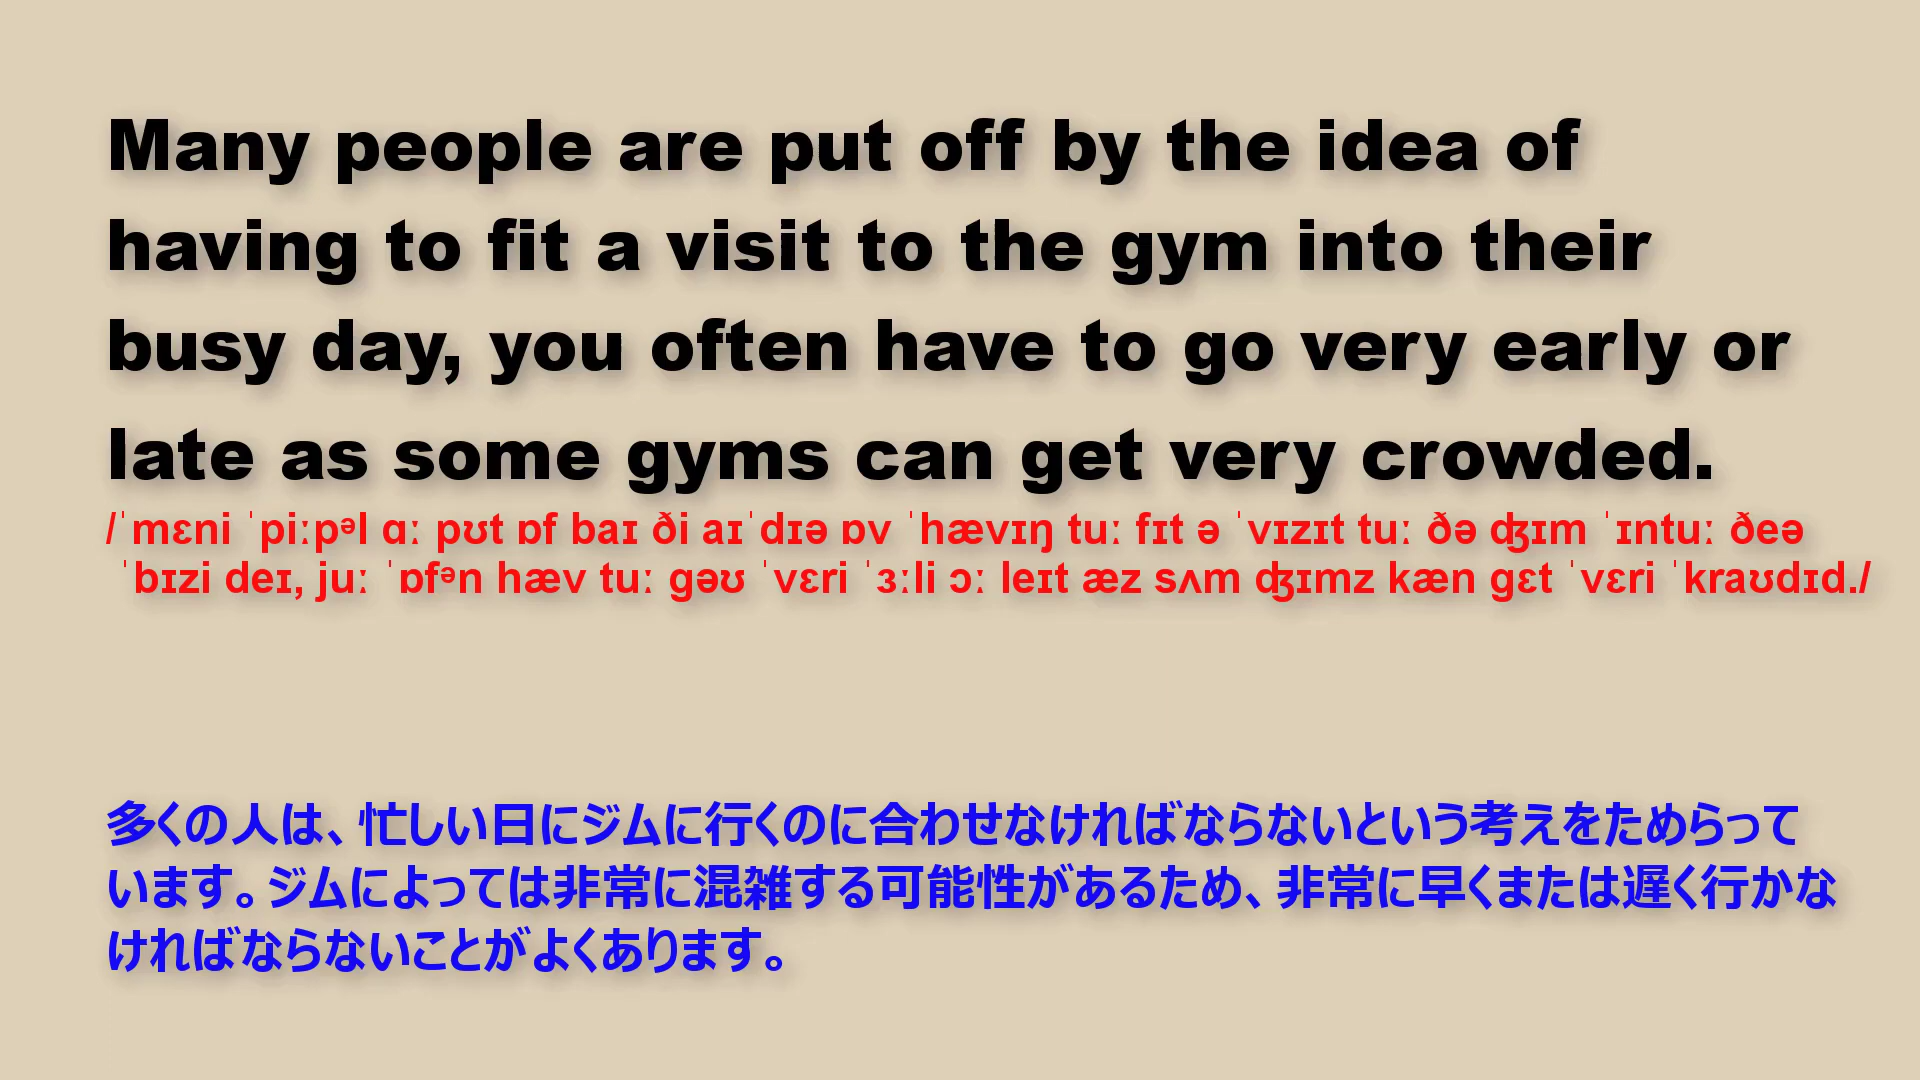 Many people are put off by the idea of
having to fit a visit to the gym into their
busy day, you often have to go very early or
late as some gyms can get very crowded.
/ˈmɛni ˈpiːpᵊl ɑː pʊt ɒf baɪ ði aɪˈdɪə ɒv ˈhævɪŋ tuː fɪt ə ˈvɪzɪt tuː ðə ʤɪm ˈɪntuː ðeə
ˈbɪzi deɪ, juː ˈɒfᵊn hæv tuː gəʊ ˈvɛri ˈɜːli ɔː leɪt æz sʌm ʤɪmz kæn gɛt ˈvɛri ˈkraʊdɪd./
多くの人は、忙しい日にジムに行くのに合わせなければならないという考えをためらって
います。ジムによっては非常に混雑する可能性があるため、非常に早くまたは遅く行かな
ければならないことがよくあります。